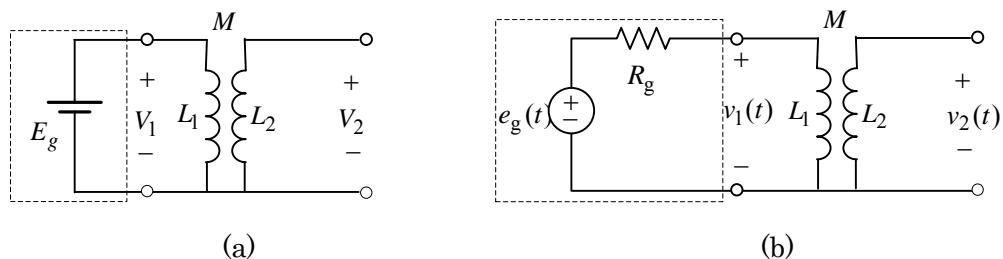 M
+
E_g
V_1
L_1
L_2
+
V_2
−
−
(a)
M
R_g
+
+
e_g(t)
+
−
v_1(t)
L_1
L_2
v_2(t)
−
−
(b)